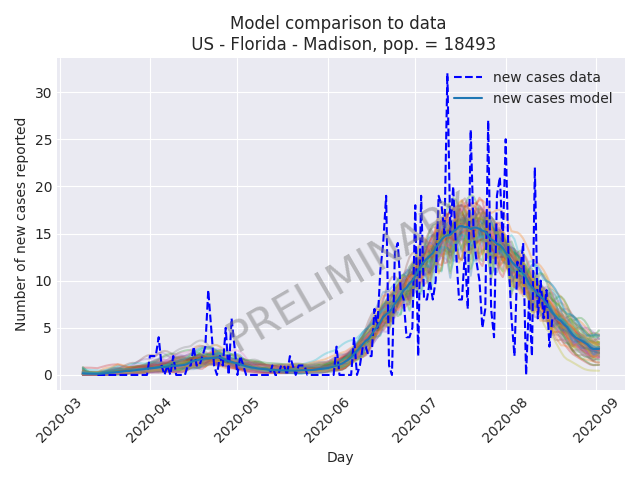 Model comparison to data
US - Florida - Madison, pop. = 18493
new cases data
new cases model
Number of new cases reported
30
25
20
15
10
5
0
PRELIMINARY
2020-03
2020-04
2020-05
2020-06
2020-07
2020-08
2020-09
Day